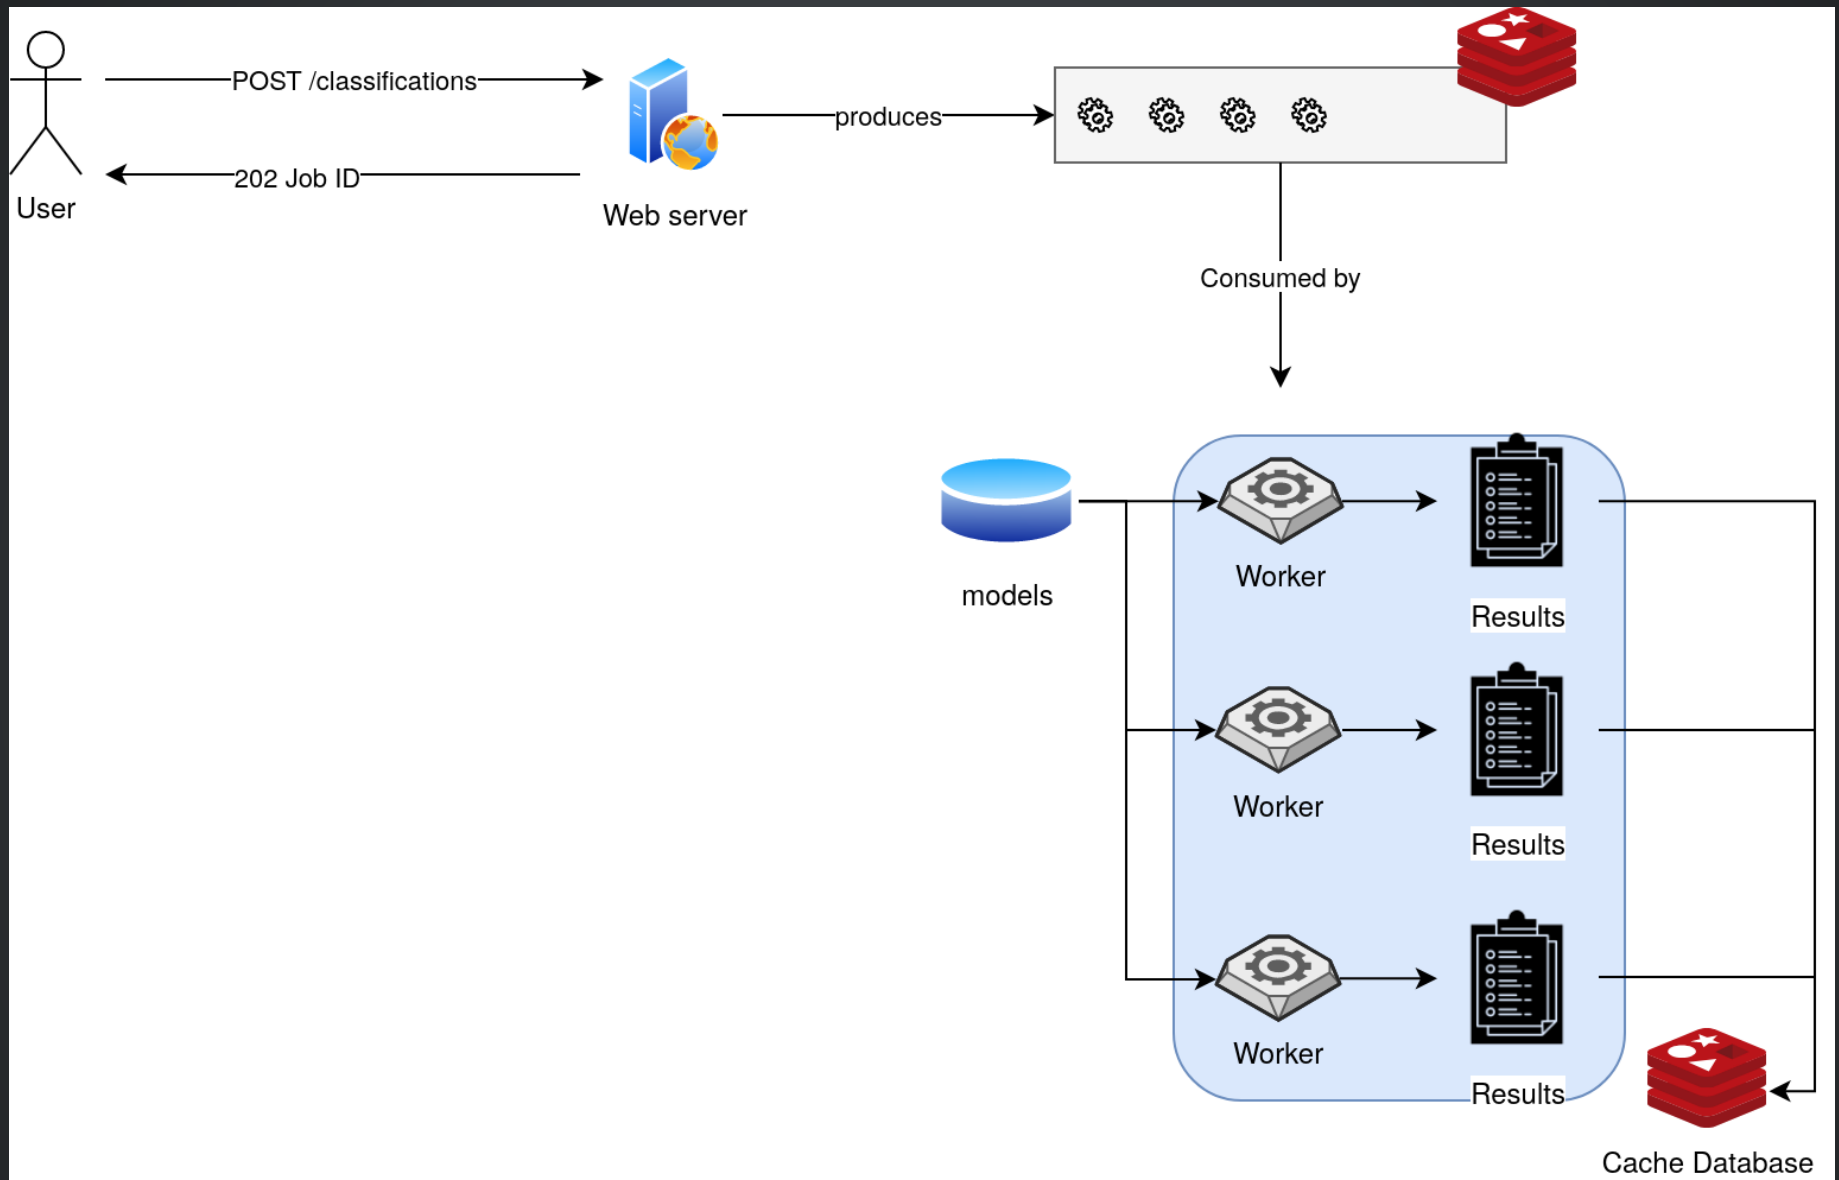 POST /classifications
produces
202 Job ID
User
Web server
Consumed by
models
Worker
Results
Worker
Results
Worker
Results
Cache Database